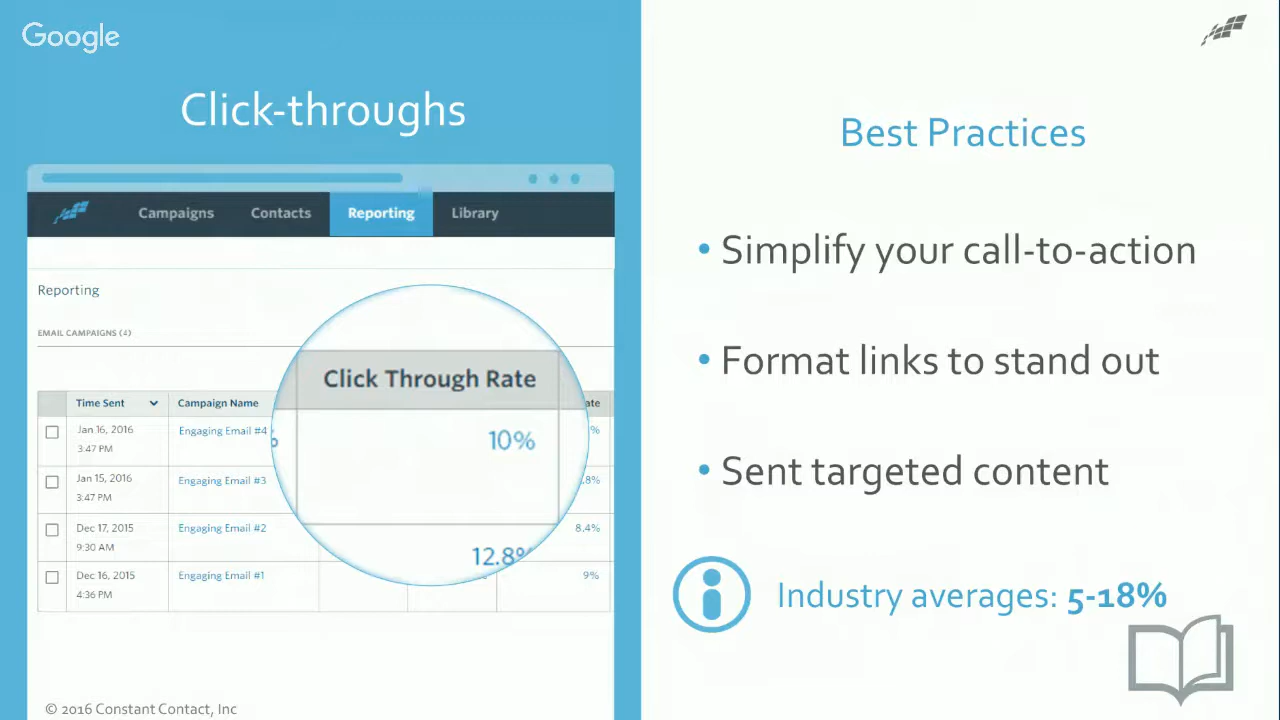 Google
Click-throughs
Campaigns Contacts Reporting Library
Reporting
EMAIL CAMPAIGNS (4)
Time Sent Campaign Name
Jan 16, 2016 Engaging Email #4
3:47 PM
Jan 15, 2016 Engaging Email #3
3:47 PM
Dec 17, 2015 Engaging Email #2 8.4%
9:30 AM
Dec 16, 2015 Engaging Email #1 9%
4:36 PM
Click Through Rate
10%
12.8%
© 2016 Constant Contact, Inc
Best Practices
• Simplify your call-to-action
• Format links to stand out
• Sent targeted content
Industry averages: 5-18%